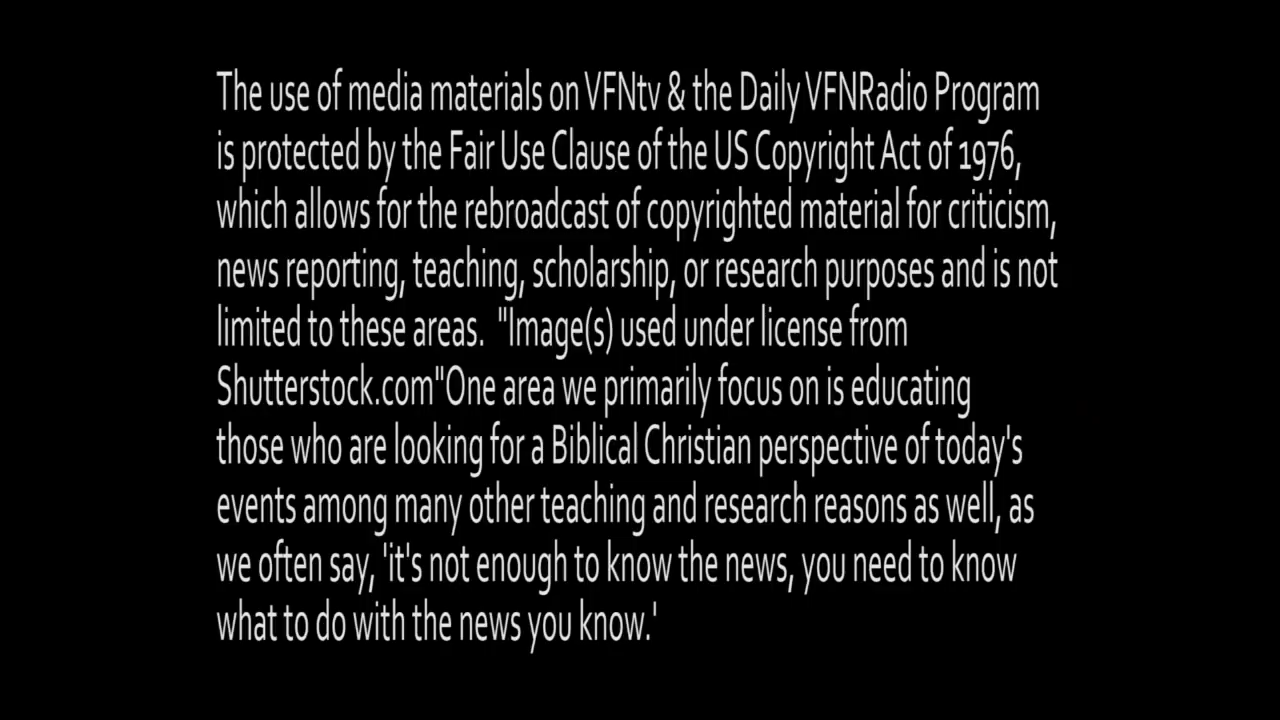 The use of media materials on VFNtv & the Daily VFNRadio Program
is protected by the Fair Use Clause of the US Copyright Act of 1976,
which allows for the rebroadcast of copyrighted material for criticism,
news reporting, teaching, scholarship, or research purposes and is not
limited to these areas.  "Image(s) used under license from
Shutterstock.com"One area we primarily focus on is educating
those who are looking for a Biblical Christian perspective of today's
events among many other teaching and research reasons as well, as
we often say, 'it's not enough to know the news, you need to know
what to do with the news you know.'